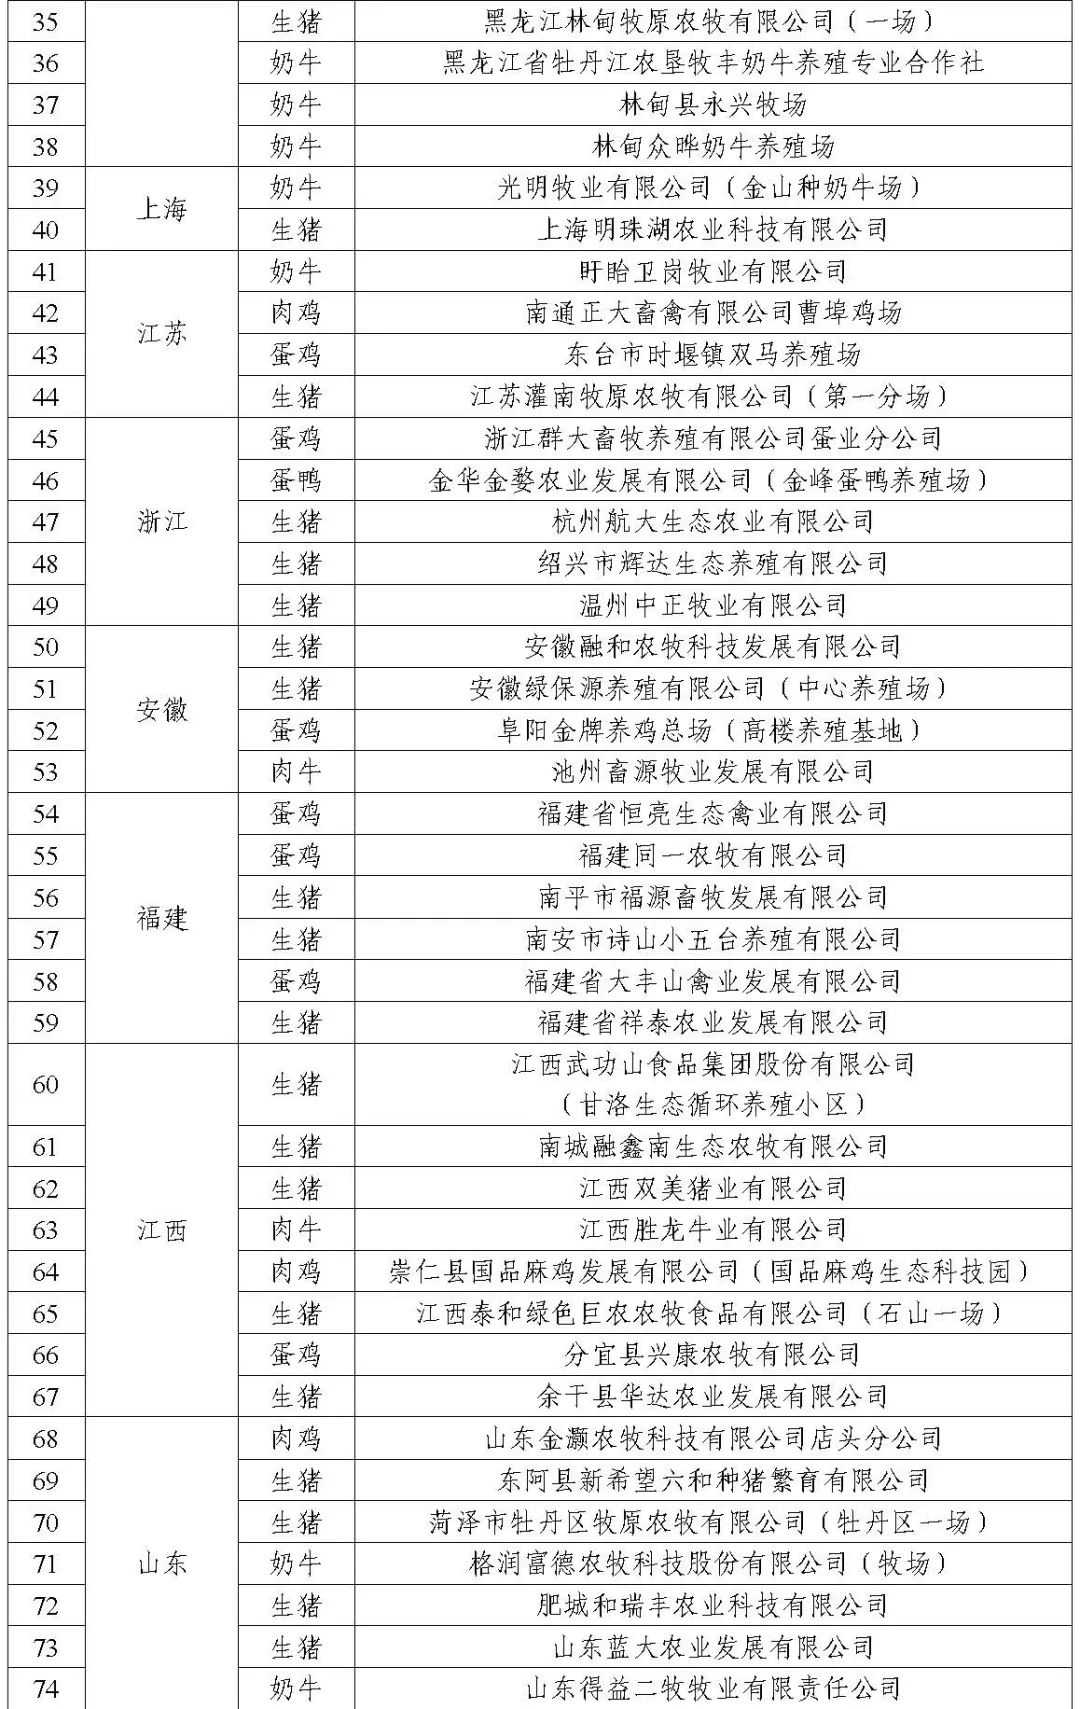 35 生猪 黑龙江林甸牧原农牧有限公司（一场）
36 奶牛 黑龙江省牡丹江农垦牧丰奶牛养殖专业合作社
37 奶牛 林甸县永兴牧场
38 奶牛 林甸众晔奶牛养殖场
39 上海 奶牛 光明牧业有限公司（金山种奶牛场）
40 生猪 上海明珠湖农业科技有限公司
41 江苏 奶牛 盱眙卫岗牧业有限公司
42 肉鸡 南通正大畜禽有限公司曹埠鸡场
43 蛋鸡 东台市时堰镇双马养殖场
44 生猪 江苏灌南牧原农牧有限公司（第一分场）
45 浙江 蛋鸡 浙江群大畜牧养殖有限公司蛋业分公司
46 蛋鸭 金华金婺农业发展有限公司（金峰蛋鸭养殖场）
47 生猪 杭州航大生态农业有限公司
48 生猪 绍兴市辉达生态养殖有限公司
49 生猪 温州中正牧业有限公司
50 安徽 生猪 安徽融和农牧科技发展有限公司
51 生猪 安徽绿保源养殖有限公司（中心养殖场）
52 蛋鸡 阜阳金牌养鸡总场（高楼养殖基地）
53 肉牛 池州畜源牧业发展有限公司
54 福建 蛋鸡 福建省恒亮生态禽业有限公司
55 蛋鸡 福建同一农牧有限公司
56 生猪 南平市福源畜牧发展有限公司
57 生猪 南安市诗山小五台养殖有限公司
58 蛋鸡 福建省大丰山禽业发展有限公司
59 生猪 福建省祥泰农业发展有限公司
60 江西 生猪 江西武功山食品集团股份有限公司
（甘洛生态循环养殖小区）
61 生猪 南城融鑫南生态农牧有限公司
62 生猪 江西双美猪业有限公司
63 肉牛 江西胜龙牛业有限公司
64 肉鸡 崇仁县国品麻鸡发展有限公司（国品麻鸡生态科技园）
65 生猪 江西泰和绿色巨农农牧食品有限公司（石山一场）
66 蛋鸡 分宜县兴康农牧有限公司
67 生猪 余干县华达农业发展有限公司
68 山东 肉鸡 山东金灏农牧科技有限公司店头分公司
69 生猪 东阿县新希望六和种猪繁育有限公司
70 生猪 菏泽市牡丹区牧原农牧有限公司（牡丹区一场）
71 奶牛 格润富德农牧科技股份有限公司（牧场）
72 生猪 肥城和瑞丰农业科技有限公司
73 生猪 山东蓝大农业发展有限公司
74 奶牛 山东得益二牧牧业有限责任公司